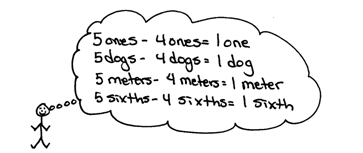 5 ones - 4 ones = 1 one
5 dogs - 4 dogs = 1 dog
5 meters - 4 meters = 1 meter
5 sixths - 4 sixths = 1 sixth